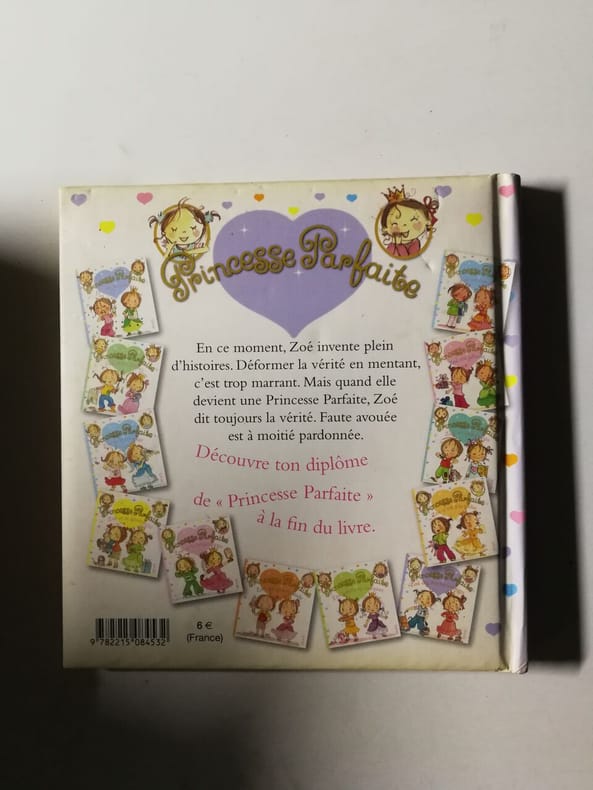 Princesse Parfaite
En ce moment, Zoé invente plein
d'histoires. Déformer la vérité en mentant,
c'est trop marrant. Mais quand elle
devient une Princesse Parfaite, Zoé
dit toujours la vérité. Faute avouée
est à moitié pardonnée.
Découvre ton diplôme
de « Princesse Parfaite »
à la fin du livre.
6 €
(France)
9 782215 084532